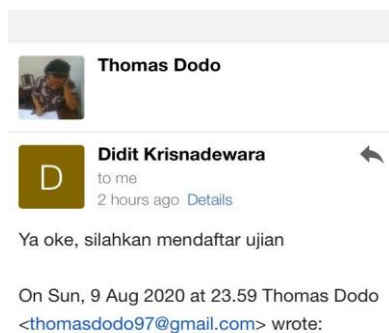 Thomas Dodo
D
Didit Krisnadewara
to me
2 hours ago Details
Ya oke, silahkan mendaftar ujian
On Sun, 9 Aug 2020 at 23.59 Thomas Dodo
<thomasdodo97@gmail.com> wrote: